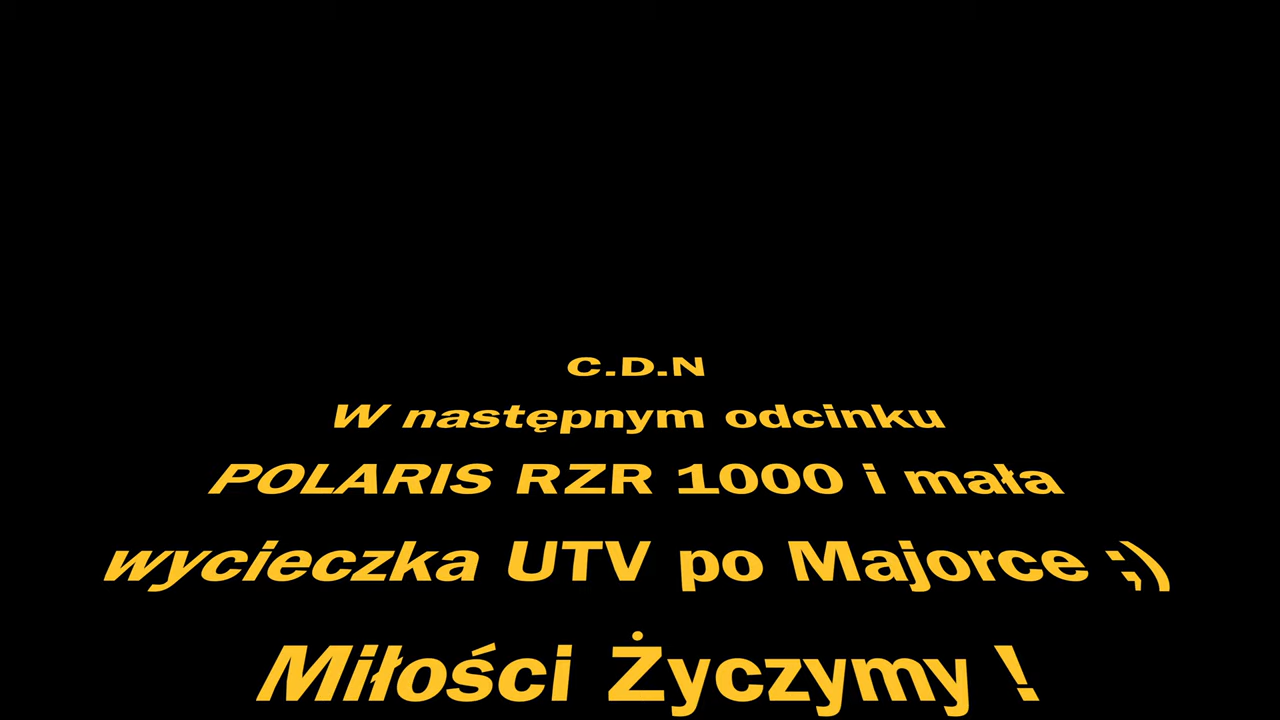 C.D.N
W następnym odcinku
POLARIS RZR 1000 i mała
wycieczka UTV po Majorce ;)
Miłości Życzymy !